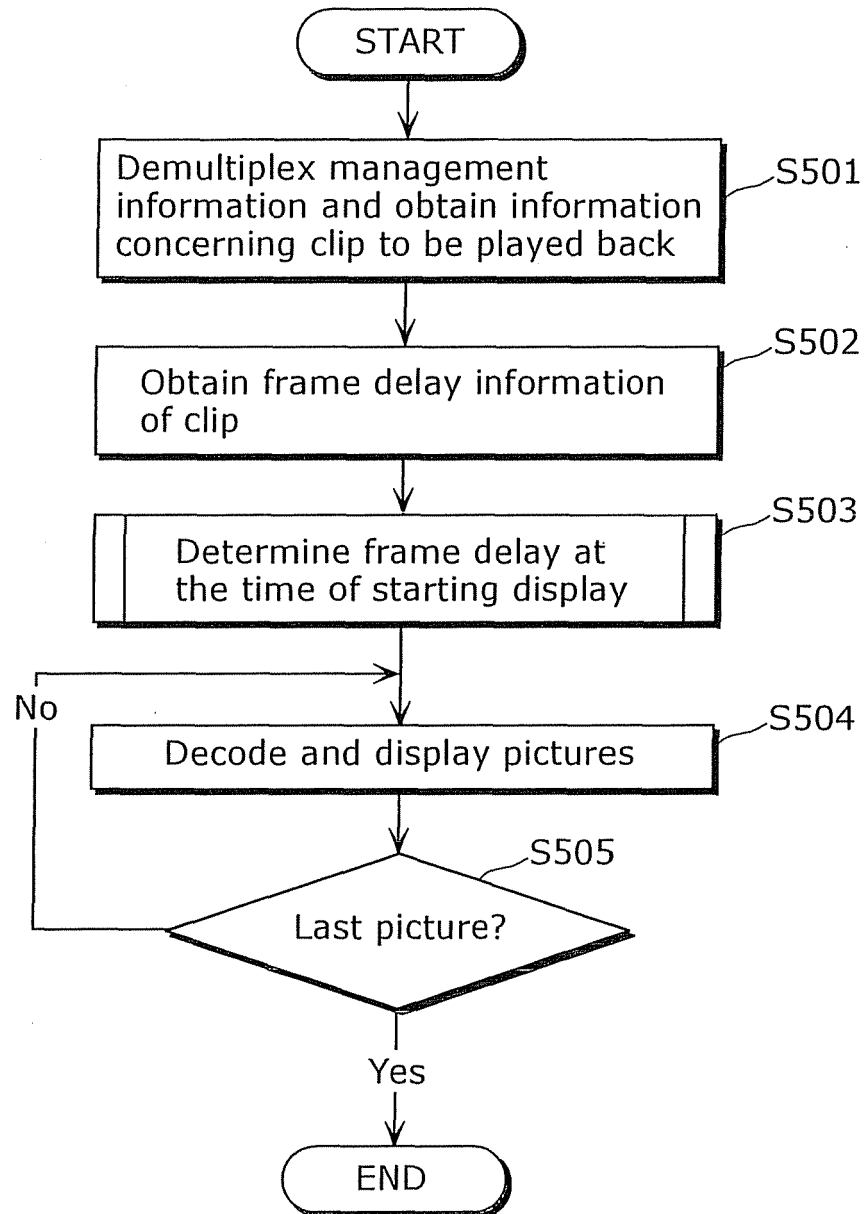 START
Demultiplex management
information and obtain information
concerning clip to be played back
S501
Obtain frame delay information
of clip
S502
Determine frame delay at
the time of starting display
S503
No
Decode and display pictures
S504
Last picture?
S505
Yes
END